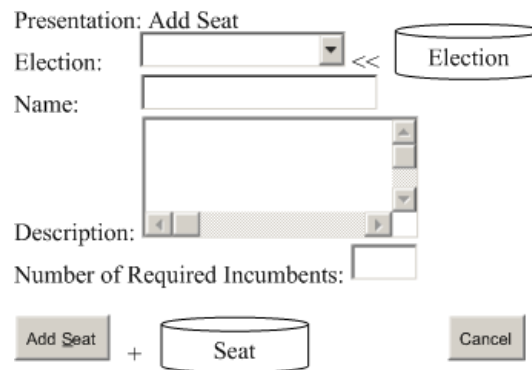 Presentation: Add Seat
Election: << Election
Name:
Description:
Number of Required Incumbents:
Add Seat + Seat Cancel